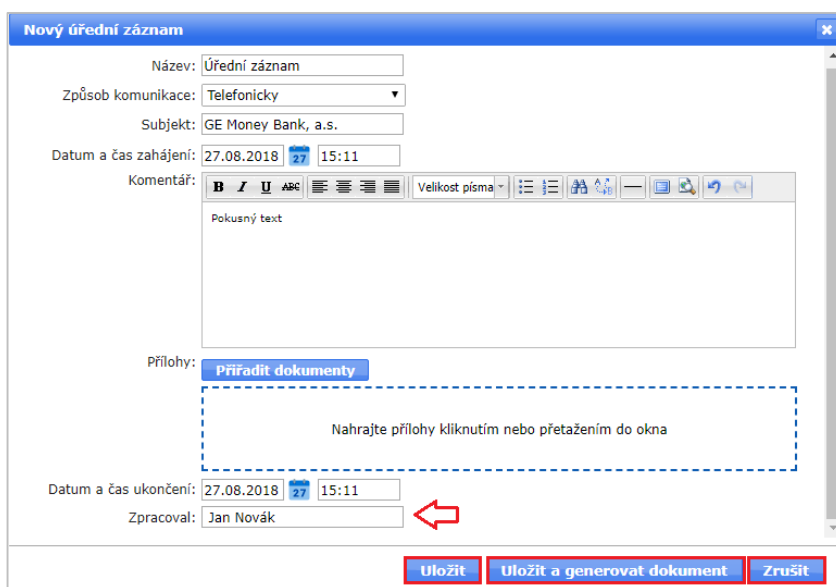 Nový úřední záznam
Název: Úřední záznam
Způsob komunikace: Telefonicky
Subjekt: GE Money Bank, a.s.
Datum a čas zahájení: 27.08.2018 27 15:11
Komentář: B I U ABC Velikost písma
Pokusný text
Přílohy: Přiřadit dokumenty
Nahrajte přílohy kliknutím nebo přetažením do okna
Datum a čas ukončení: 27.08.2018 27 15:11
Zpracoval: Jan Novák
Uložit Uložit a generovat dokument Zrušit